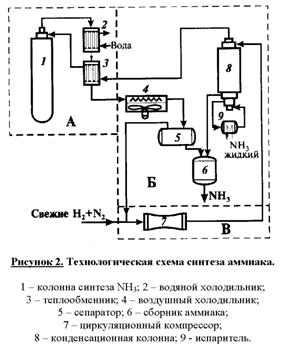 1
2
Вода
3
А
4
5
Б
6
NH3
8
9
NH3
жидкий
Свежие H2+N2
7
В
Рисунок 2. Технологическая схема синтеза аммиака.
1 – колонна синтеза NH3; 2 – водяной холодильник;
3 – теплообменник; 4 – воздушный холодильник;
5 – сепаратор; 6 – сборник аммиака;
7 – циркуляционный компрессор;
8 – конденсационная колонна; 9 - испаритель.